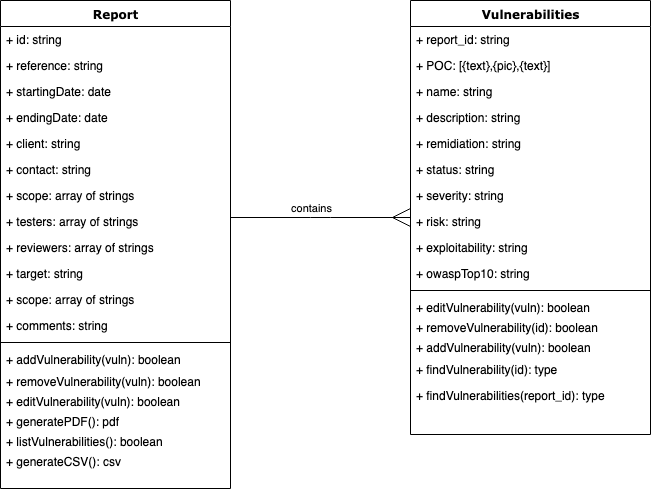 Report
+ id: string
+ reference: string
+ startingDate: date
+ endingDate: date
+ client: string
+ contact: string
+ scope: array of strings
+ testers: array of strings
+ reviewers: array of strings
+ target: string
+ scope: array of strings
+ comments: string
+ addVulnerability(vuln): boolean
+ removeVulnerability(vuln): boolean
+ editVulnerability(vuln): boolean
+ generatePDF(): pdf
+ listVulnerabilities(): boolean
+ generateCSV(): csv
contains
Vulnerabilities
+ report_id: string
+ POC: [{text},{pic},{text}]
+ name: string
+ description: string
+ remidiation: string
+ status: string
+ severity: string
+ risk: string
+ exploitability: string
+ owaspTop10: string
+ editVulnerability(vuln): boolean
+ removeVulnerability(id): boolean
+ addVulnerability(vuln): boolean
+ findVulnerability(id): type
+ findVulnerabilities(report_id): type